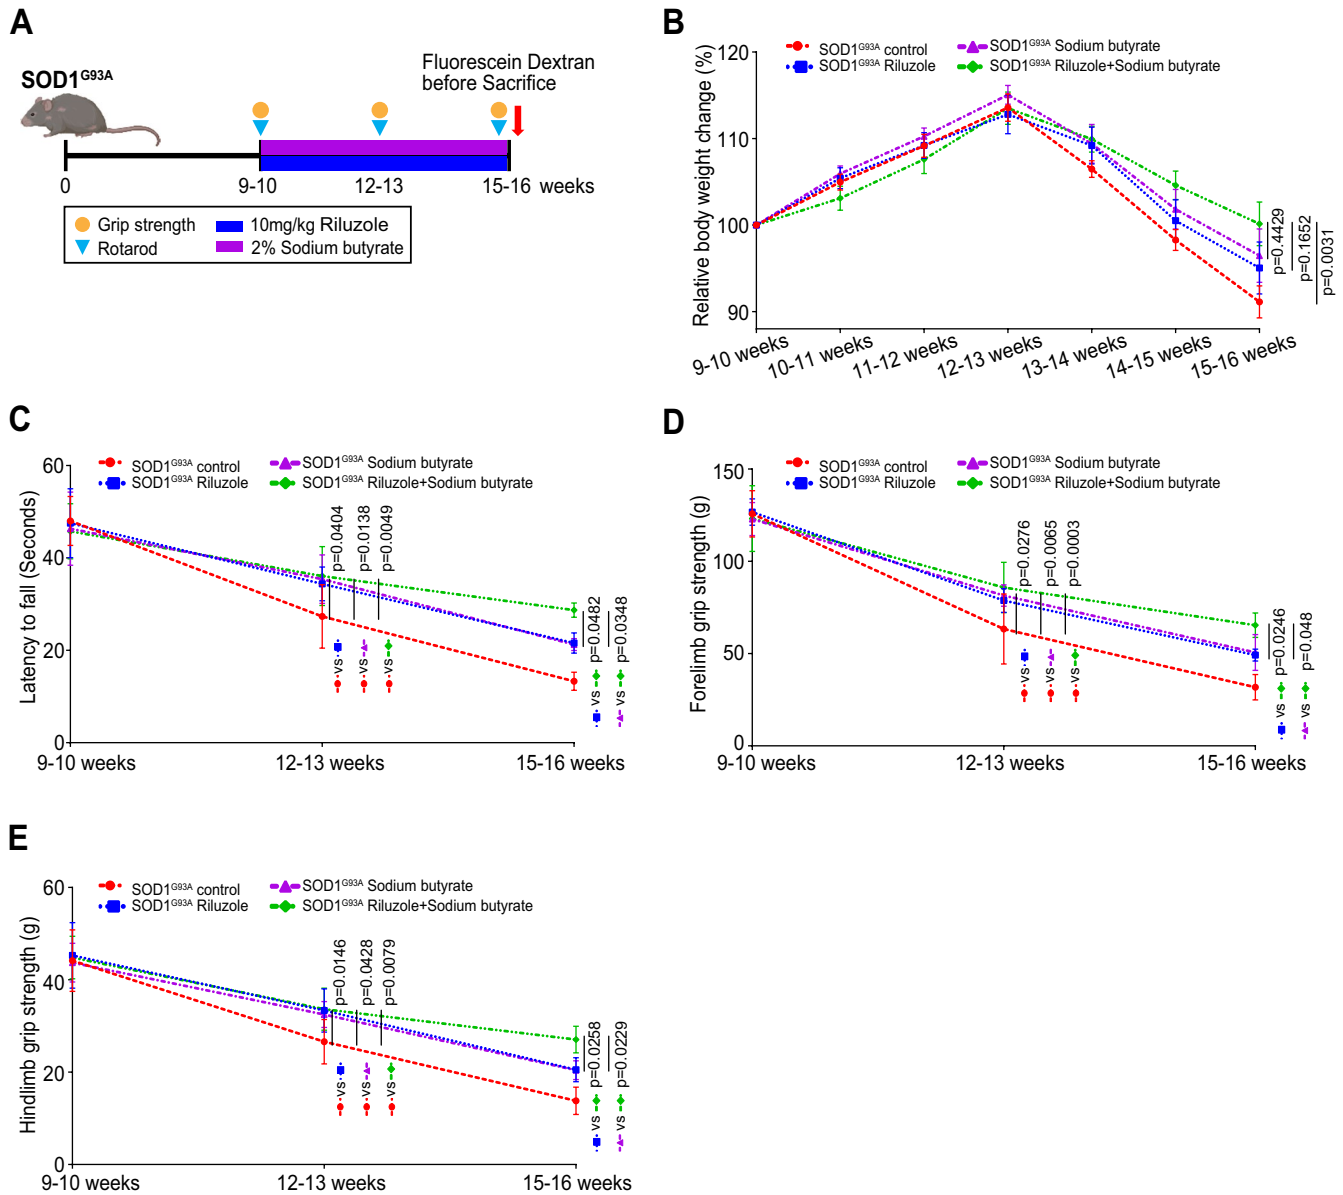 A
SOD1G93A
Fluorescein Dextran
before Sacrifice
0
9-10
12-13
15-16 weeks
Grip strength
10mg/kg Riluzole
Rotarod
2% Sodium butyrate
B
Relative body weight change (%)
120
110
100
90
SOD1G93A control
SOD1G93A Sodium butyrate
SOD1G93A Riluzole
SOD1G93A Riluzole+Sodium butyrate
p=0.4429
p=0.1652
p=0.0031
9-10 weeks
10-11 weeks
11-12 weeks
12-13 weeks
13-14 weeks
14-15 weeks
15-16 weeks
C
Latency to fall (Seconds)
60
40
20
0
SOD1G93A control
SOD1G93A Sodium butyrate
SOD1G93A Riluzole
SOD1G93A Riluzole+Sodium butyrate
p=0.0404
p=0.0138
p=0.0049
vs
vs
vs
p=0.0482
p=0.0348
vs
vs
9-10 weeks
12-13 weeks
15-16 weeks
D
Forelimb grip strength (g)
150
100
50
0
SOD1G93A control
SOD1G93A Sodium butyrate
SOD1G93A Riluzole
SOD1G93A Riluzole+Sodium butyrate
p=0.0276
p=0.0065
p=0.0003
vs
vs
vs
p=0.0246
p=0.048
vs
vs
9-10 weeks
12-13 weeks
15-16 weeks
E
Hindlimb grip strength (g)
60
40
20
0
SOD1G93A control
SOD1G93A Sodium butyrate
SOD1G93A Riluzole
SOD1G93A Riluzole+Sodium butyrate
p=0.0146
p=0.0428
p=0.0079
vs
vs
vs
p=0.0258
p=0.0229
vs
vs
9-10 weeks
12-13 weeks
15-16 weeks